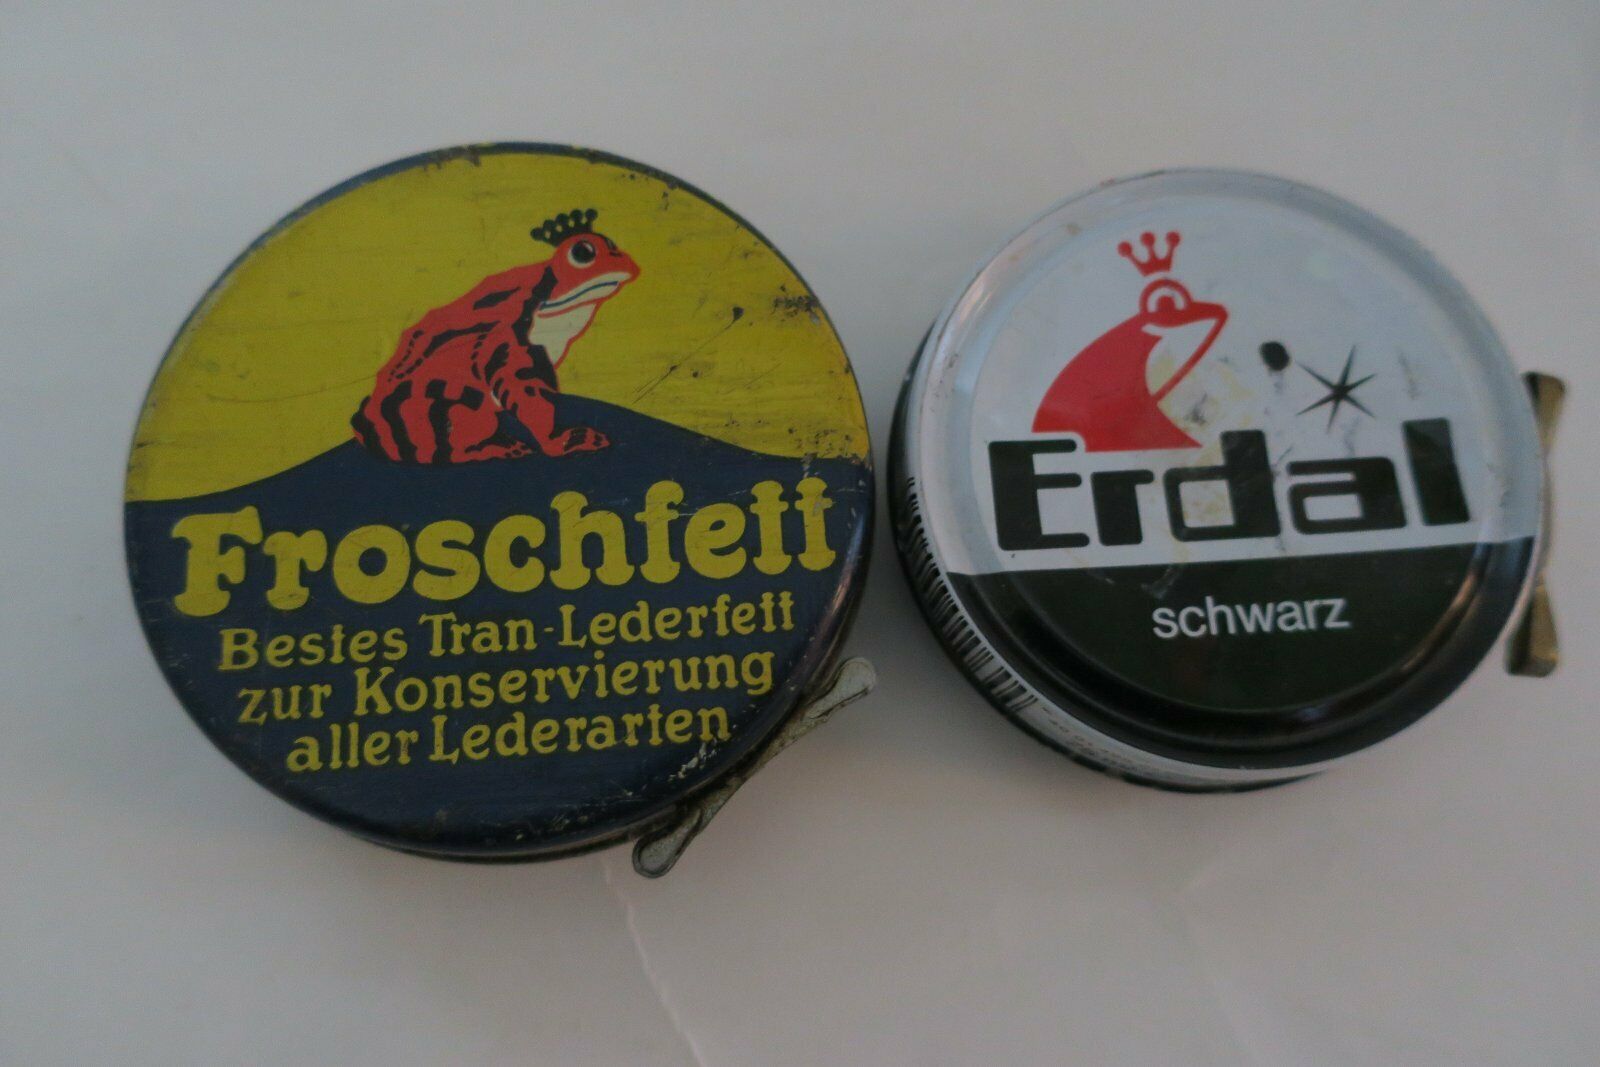 Froschfett
Bestes Tran-Lederfett
zur Konservierung
aller Lederarten
Erdal
schwarz